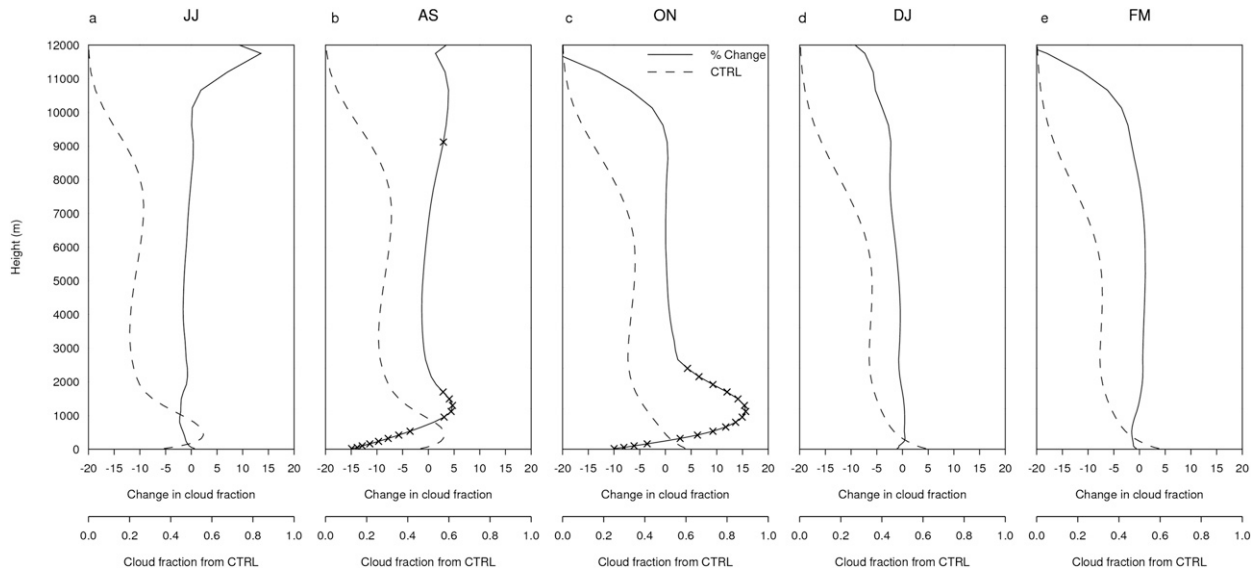 a JJ
b AS
c ON
d DJ
e FM
% Change
CTRL
Height (m)
12000
11000
10000
9000
8000
7000
6000
5000
4000
3000
2000
1000
0
-20 -15 -10 -5 0 5 10 15 20
-20 -15 -10 -5 0 5 10 15 20
-20 -15 -10 -5 0 5 10 15 20
-20 -15 -10 -5 0 5 10 15 20
-20 -15 -10 -5 0 5 10 15 20
Change in cloud fraction
Change in cloud fraction
Change in cloud fraction
Change in cloud fraction
Change in cloud fraction
0.0 0.2 0.4 0.6 0.8 1.0
0.0 0.2 0.4 0.6 0.8 1.0
0.0 0.2 0.4 0.6 0.8 1.0
0.0 0.2 0.4 0.6 0.8 1.0
0.0 0.2 0.4 0.6 0.8 1.0
Cloud fraction from CTRL
Cloud fraction from CTRL
Cloud fraction from CTRL
Cloud fraction from CTRL
Cloud fraction from CTRL